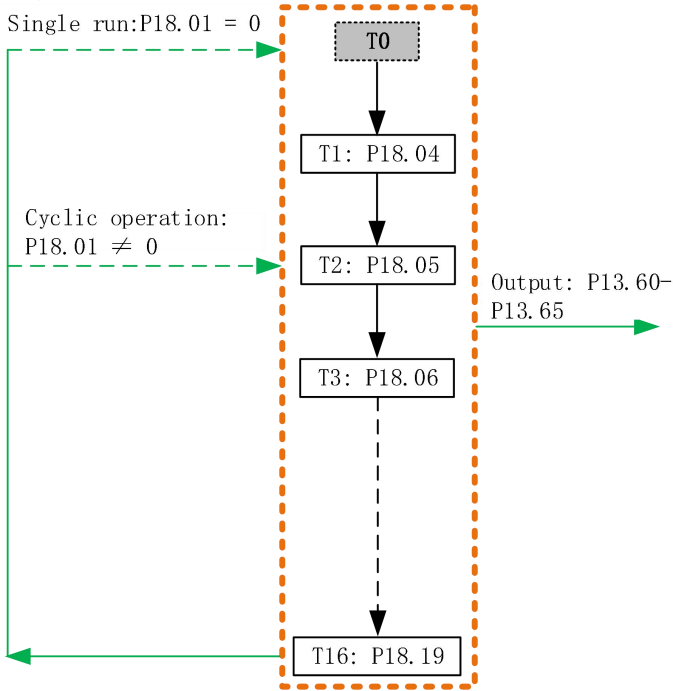 Single run:P18.01 = 0
T0
T1: P18.04
Cyclic operation:
P18.01 ≠ 0
T2: P18.05
Output: P13.60-
P13.65
T3: P18.06
T16: P18.19